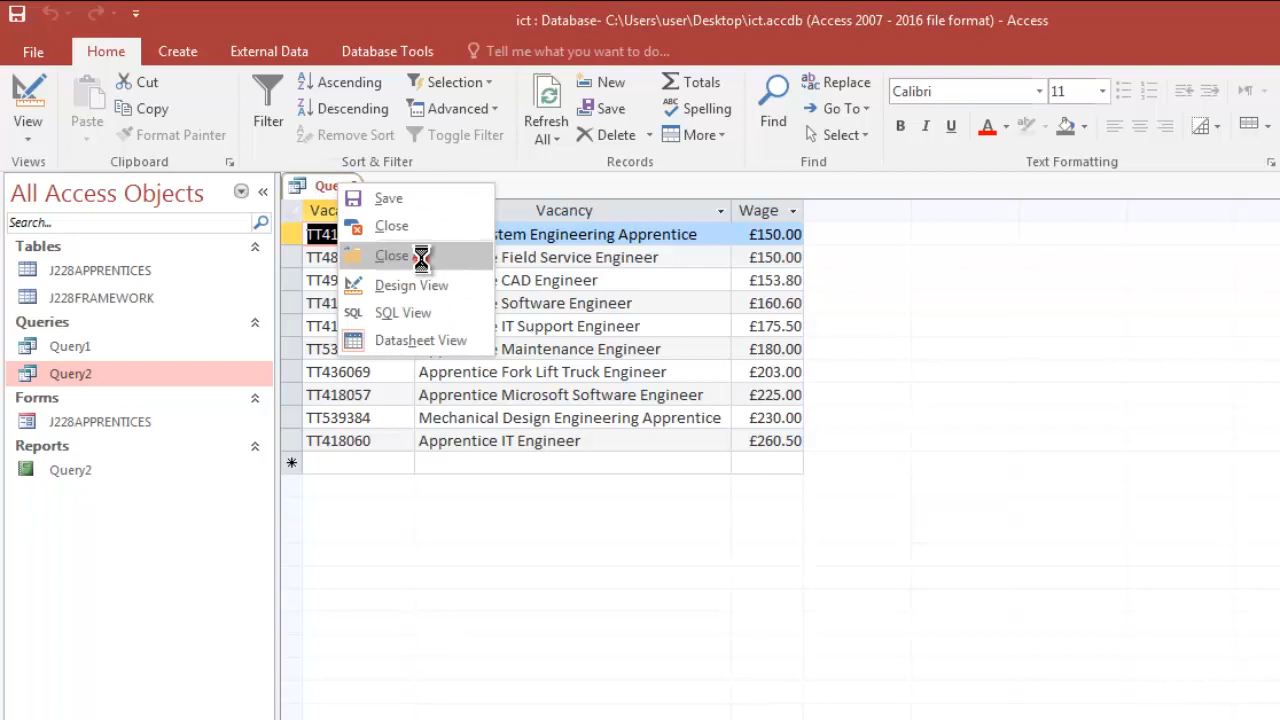 ict : Database- C:\Users\user\Desktop\ict.accdb (Access 2007 - 2016 file format) - Access
File Home Create External Data Database Tools Tell me what you want to do...
View
Views
Paste
Cut
Copy
Format Painter
Clipboard
Filter
Ascending
Descending
Remove Sort
Selection
Advanced
Toggle Filter
Sort & Filter
Refresh
All
New
Save
Delete
Totals
Spelling
More
Records
Find
Replace
Go To
Select
Find
Calibri 11
B I U A
Text Formatting
All Access Objects
Search...
Tables
J228APPRENTICES
J228FRAMEWORK
Queries
Query1
Query2
Forms
J228APPRENTICES
Reports
Query2
Save
Close
Close
Design View
SQL SQL View
Datasheet View
Vacancy Wage
Engineering Apprentice £150.00
Field Service Engineer £150.00
CAD Engineer £153.80
Software Engineer £160.60
IT Support Engineer £175.50
Maintenance Engineer £180.00
TT436069 Apprentice Fork Lift Truck Engineer £203.00
TT418057 Apprentice Microsoft Software Engineer £225.00
TT539384 Mechanical Design Engineering Apprentice £230.00
TT418060 Apprentice IT Engineer £260.50